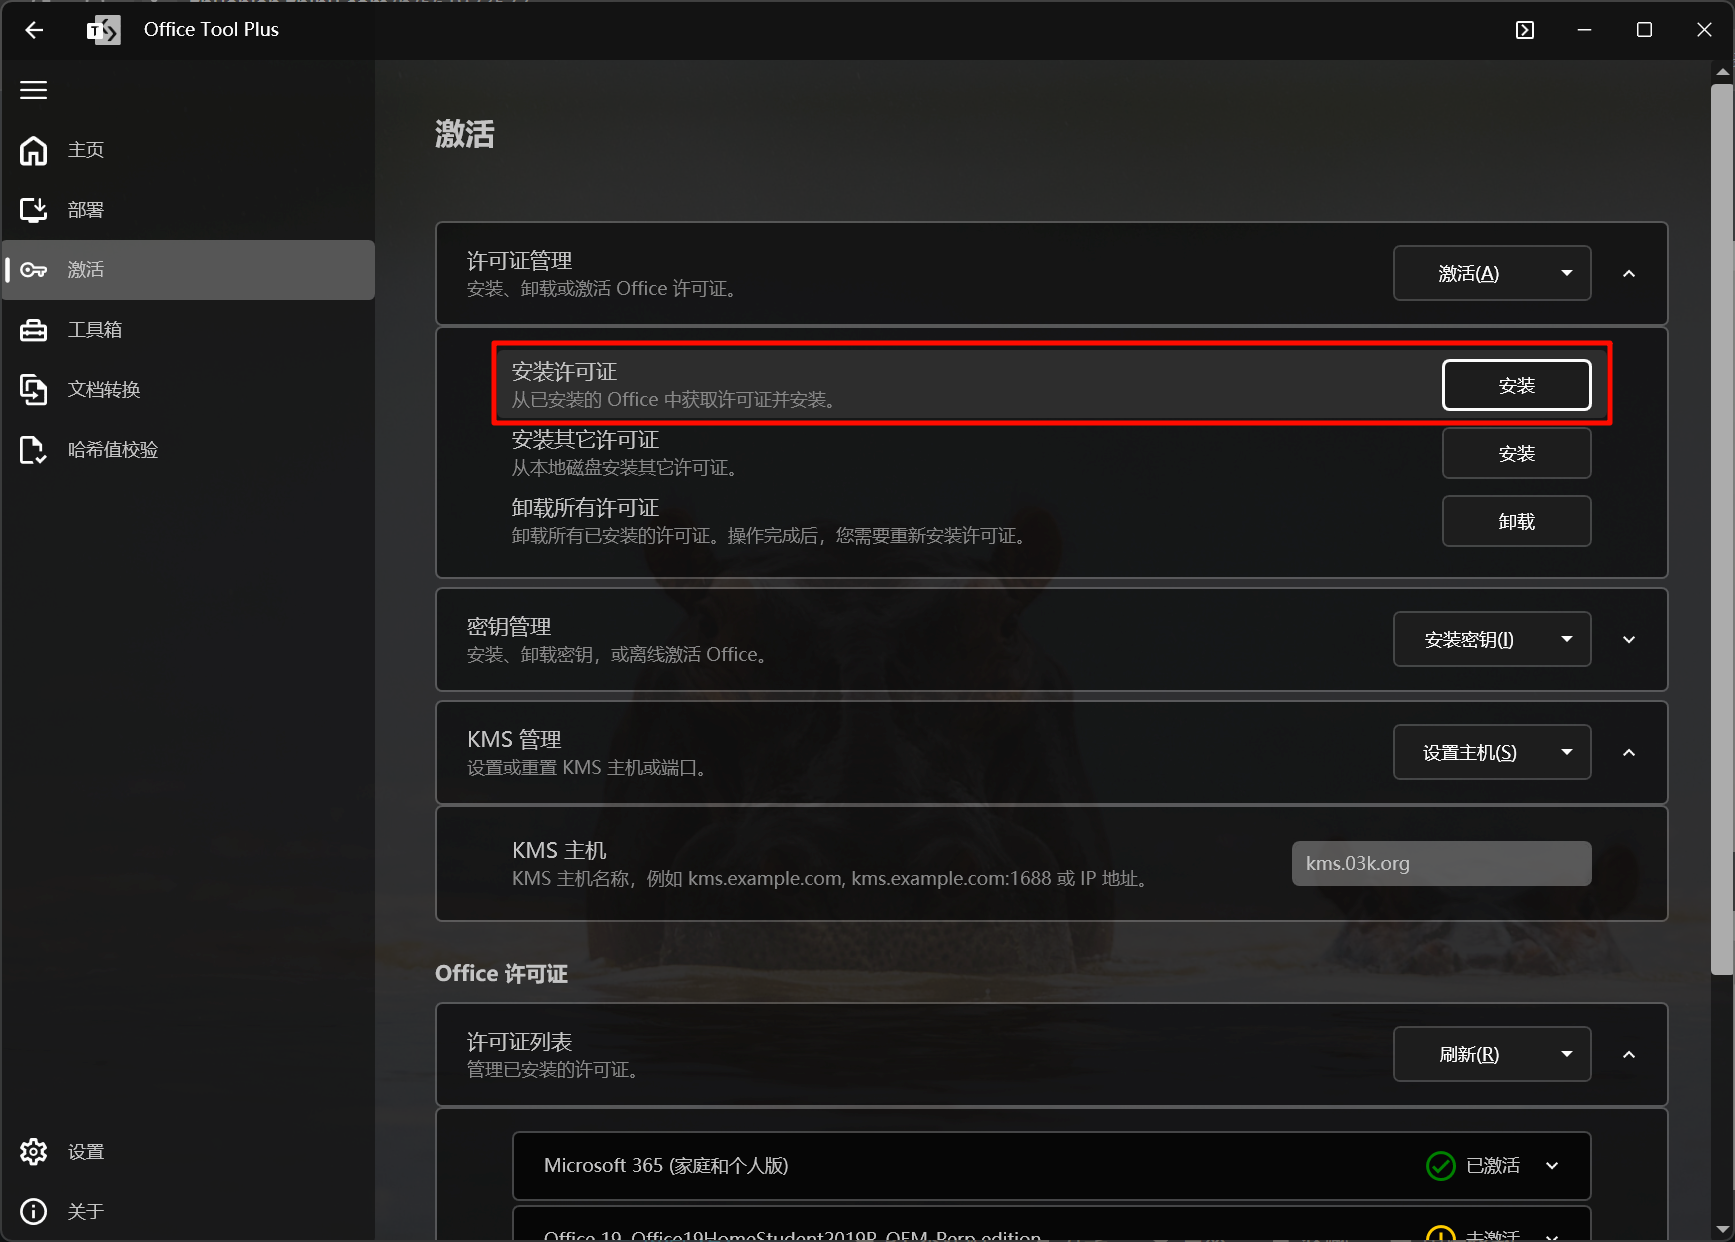 Office Tool Plus
主页
部署
激活
工具箱
文档转换
哈希值校验
设置
关于
激活
许可证管理
安装、卸载或激活 Office 许可证。
激活(A)
安装许可证
从已安装的 Office 中获取许可证并安装。
安装
安装其它许可证
从本地磁盘安装其它许可证。
安装
卸载所有许可证
卸载所有已安装的许可证。操作完成后，您需要重新安装许可证。
卸载
密钥管理
安装、卸载密钥，或离线激活 Office。
安装密钥(I)
KMS 管理
设置或重置 KMS 主机或端口。
设置主机(S)
KMS 主机
KMS 主机名称，例如 kms.example.com, kms.example.com:1688 或 IP 地址。
kms.03k.org
Office 许可证
许可证列表
管理已安装的许可证。
刷新(R)
Microsoft 365 (家庭和个人版)
已激活
Office 19, Office19HomeStudent2019R_OEM_Perp edition
未激活